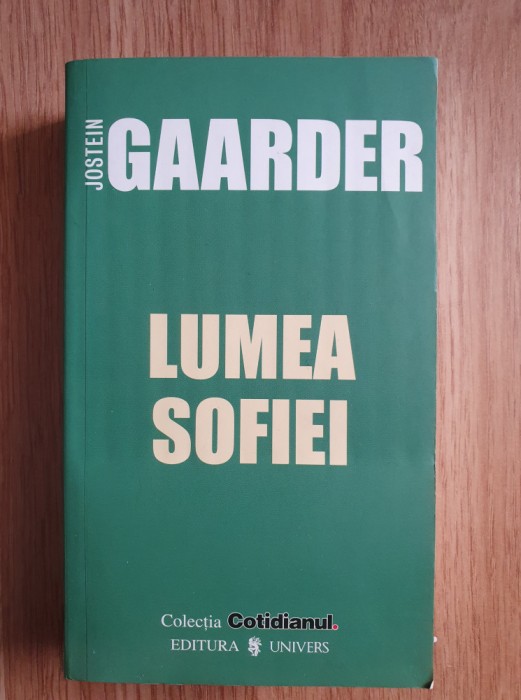 JOSTEIN
GAARDER
LUMEA
SOFIEI
Colecția Cotidianul.
EDITURA UNIVERS